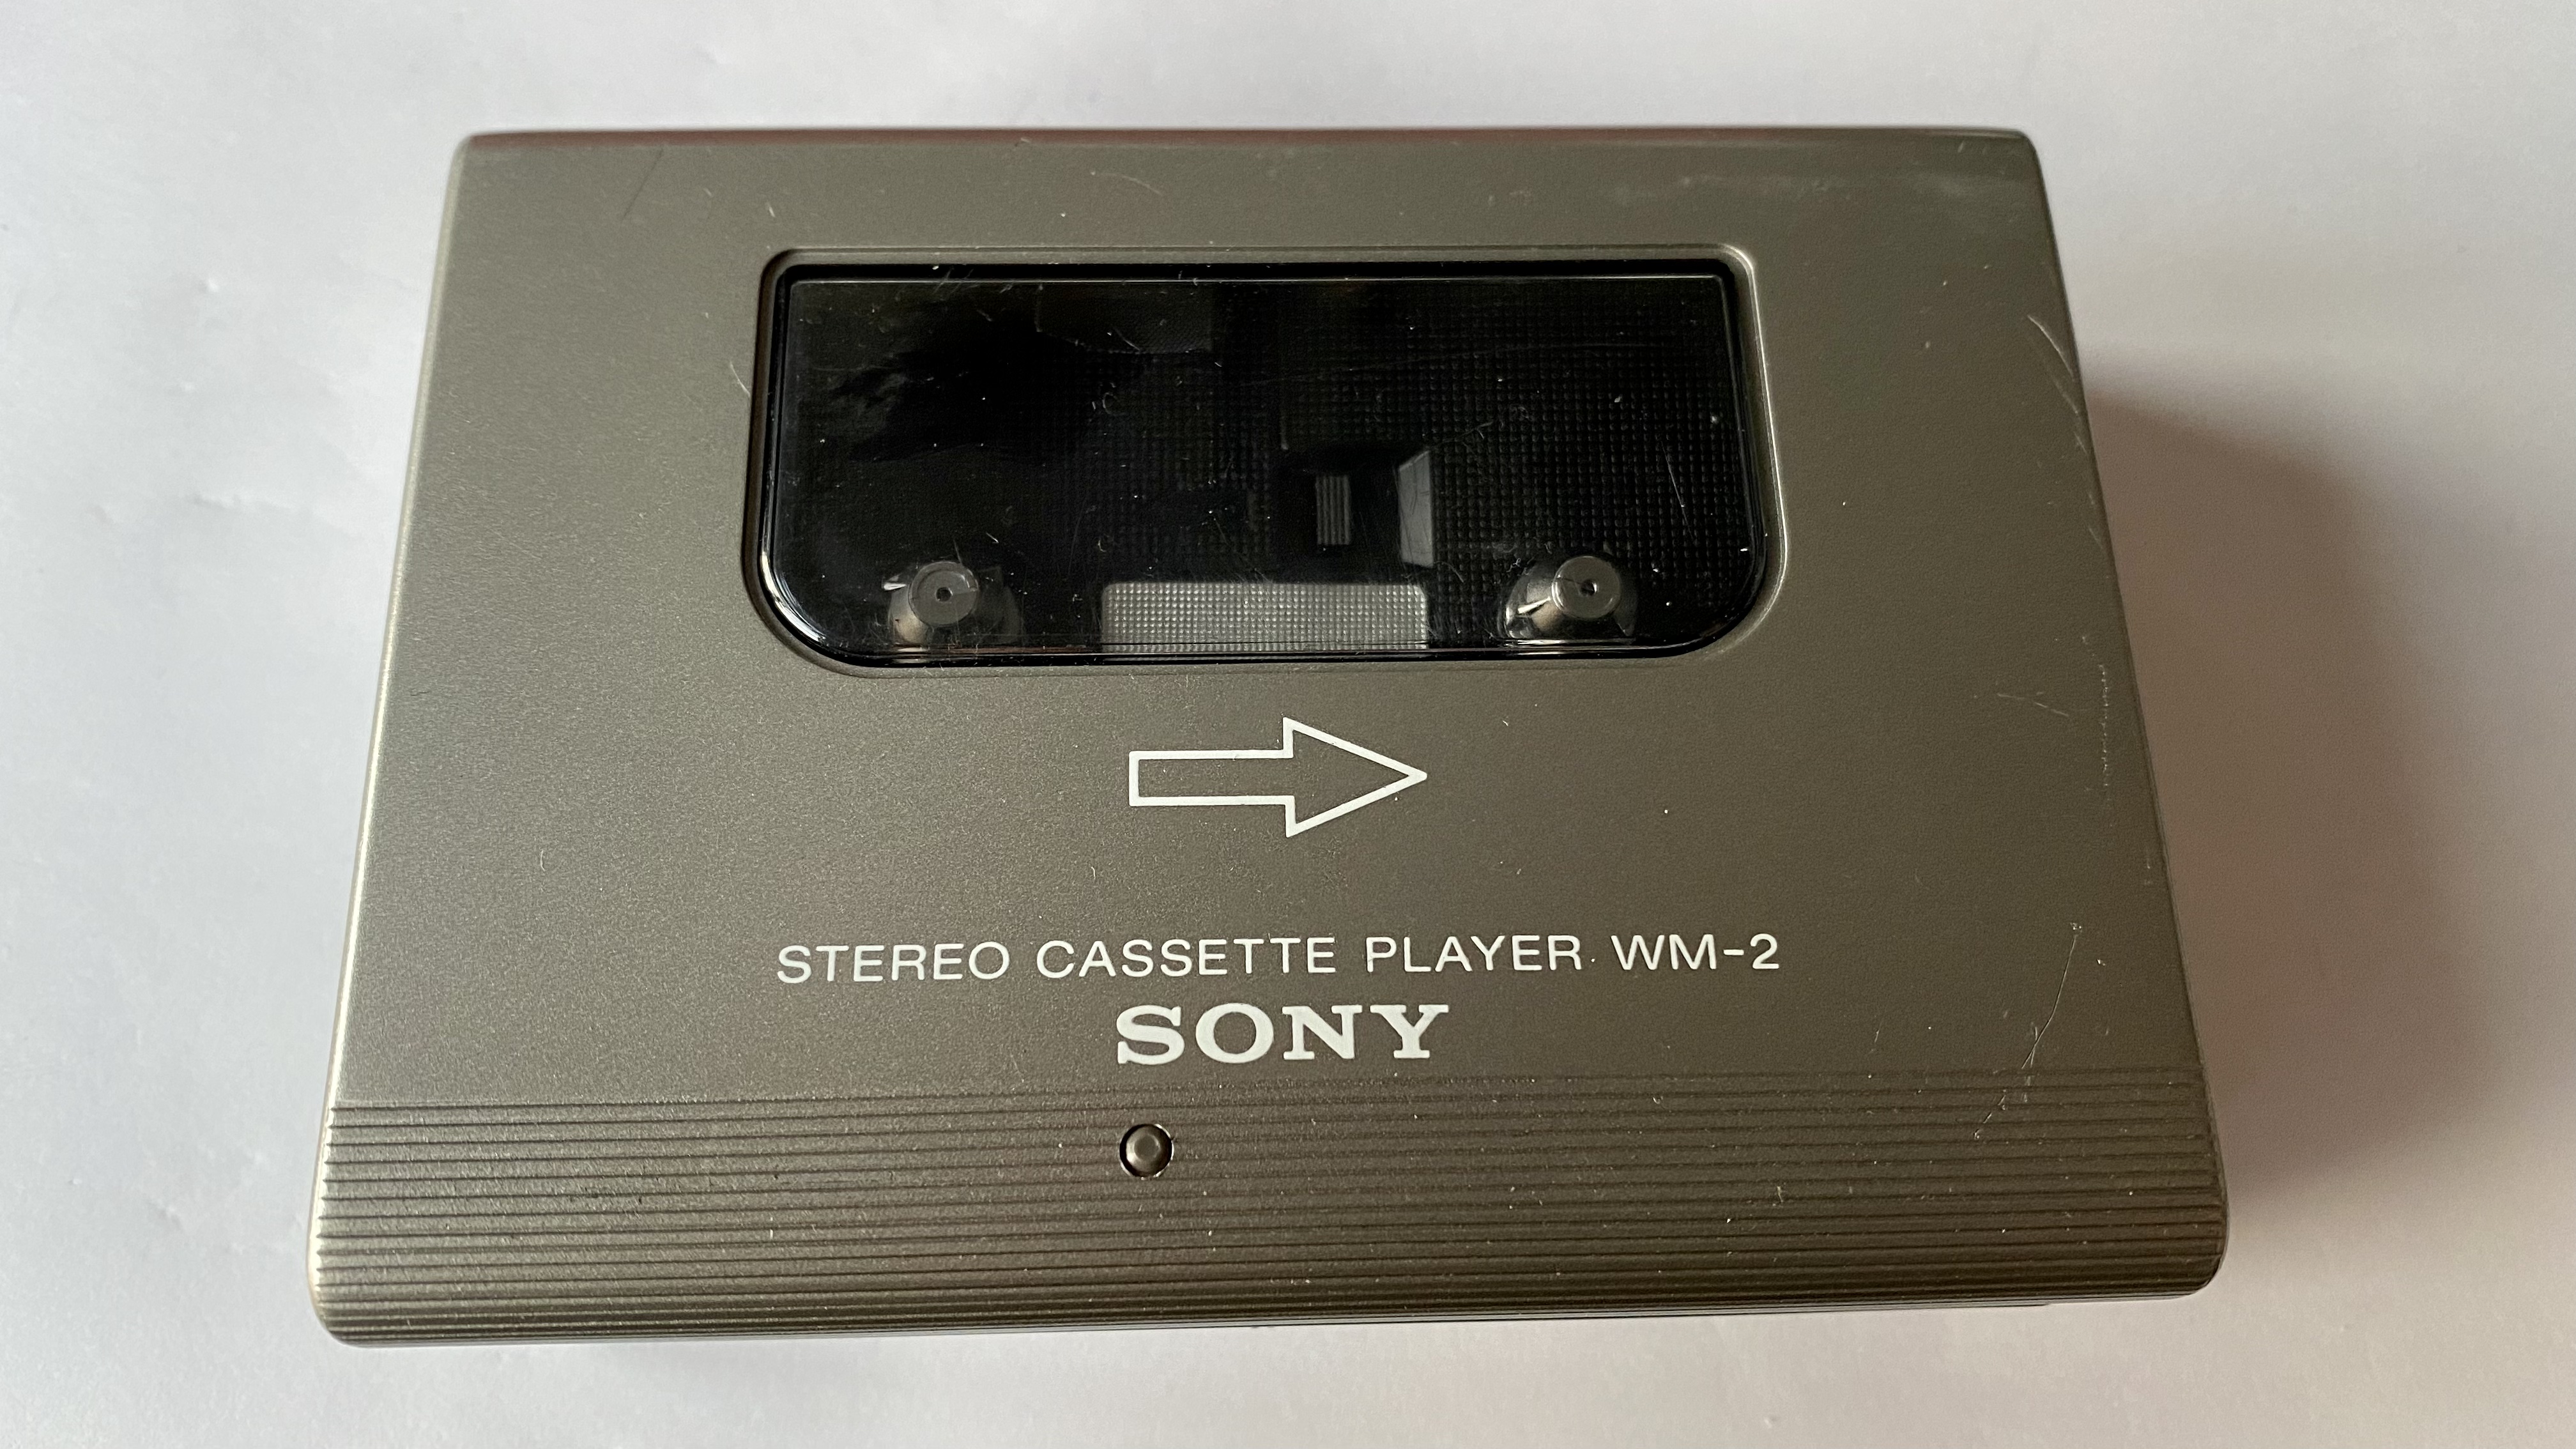 STEREO CASSETTE PLAYER WM-2
SONY